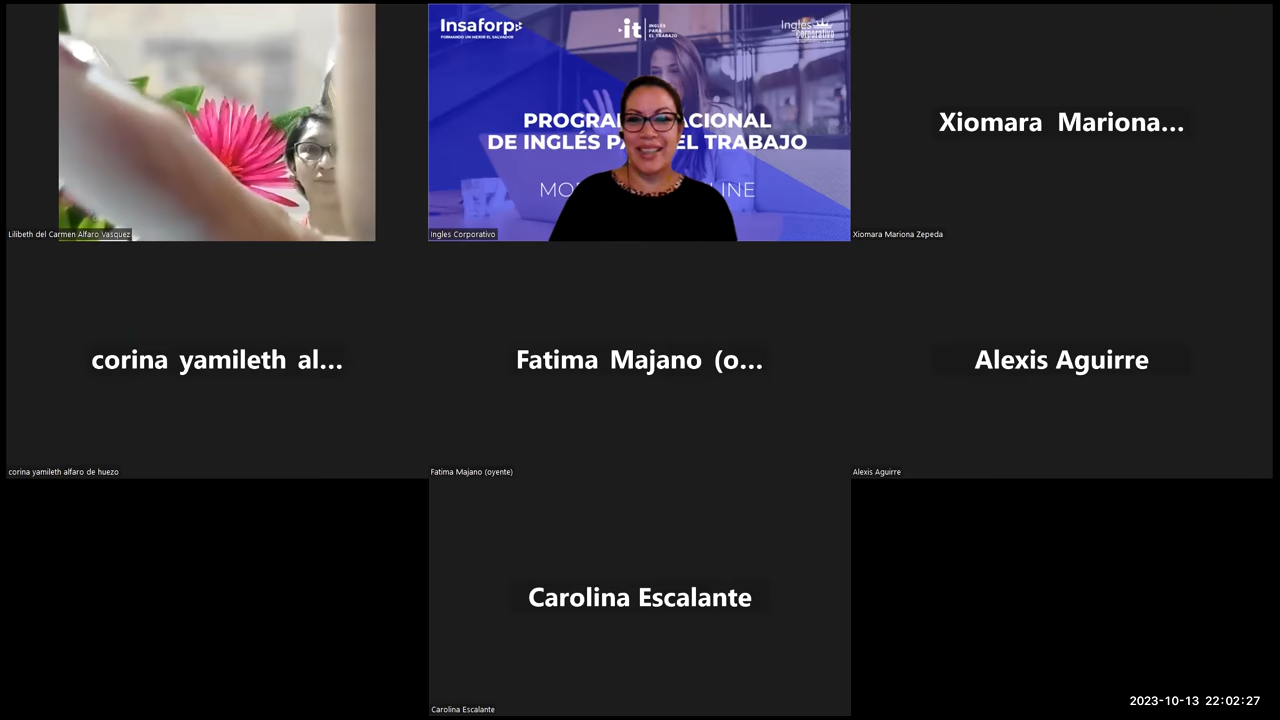 Insaforp
FORMANDO UN MEJOR EL SALVADOR
it
INGLÉS
PARA
EL TRABAJO
Inglés
corporativo
PROGRA ACIONAL
DE INGLÉS PA EL TRABAJO
MO LINE
Lilibeth del Carmen Alfaro Vasquez
Ingles Corporativo
Xiomara Mariona...
Xiomara Mariona Zepeda
corina yamileth al...
corina yamileth alfaro de huezo
Fatima Majano (o...
Fatima Majano (oyente)
Alexis Aguirre
Alexis Aguirre
Carolina Escalante
Carolina Escalante
2023-10-13 22:02:27